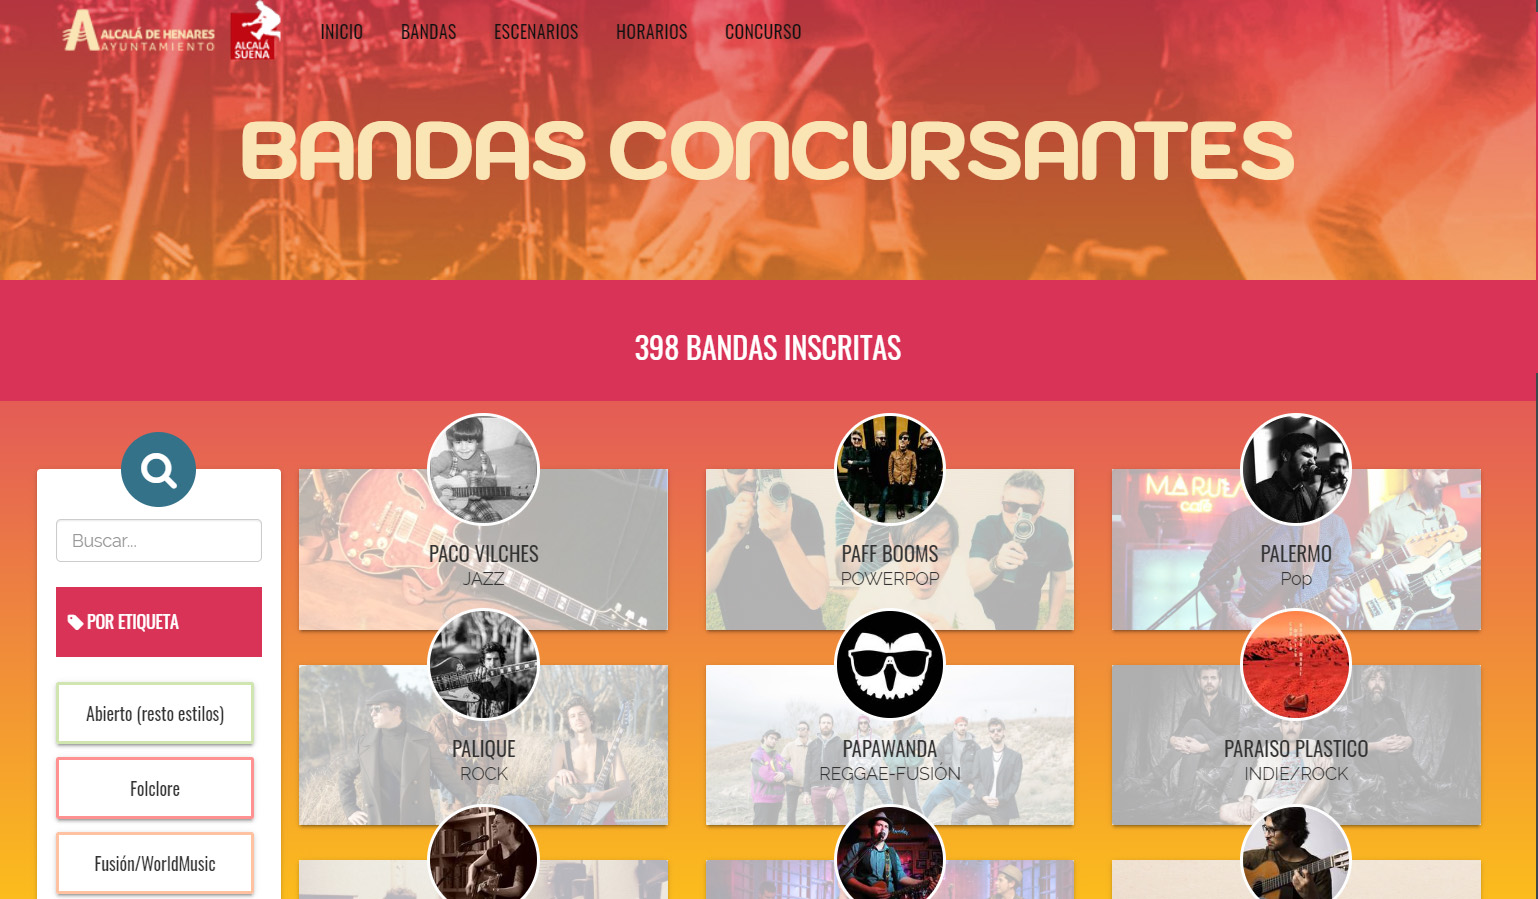 ALCALÁ DE HENARES
AYUNTAMIENTO
ALCALÁ
SUENA
INICIO
BANDAS
ESCENARIOS
HORARIOS
CONCURSO
BANDAS CONCURSANTES
398 BANDAS INSCRITAS
Buscar...
POR ETIQUETA
Abierto (resto estilos)
Folclore
Fusión/WorldMusic
PACO VILCHES
JAZZ
PAFF BOOMS
POWERPOP
café
PALERMO
Pop
PALIQUE
ROCK
PAPAWANDA
REGGAE-FUSIÓN
PARAISO PLASTICO
INDIE/ROCK